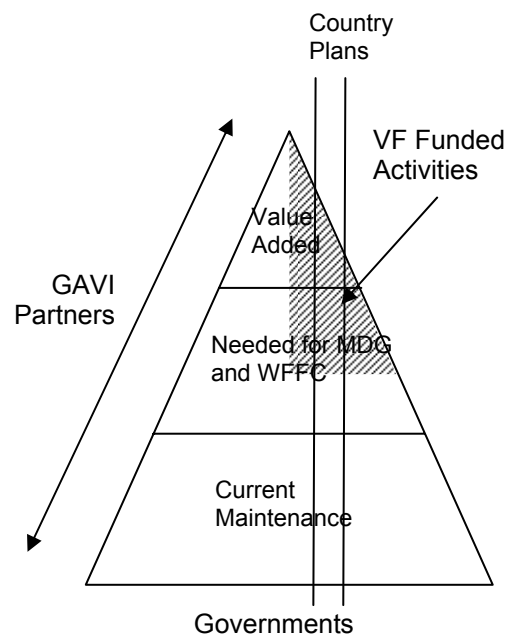 Country
Plans
VF Funded
Activities
Value
Added
GAVI
Partners
Needed for MDG
and WFFC
Current
Maintenance
Governments